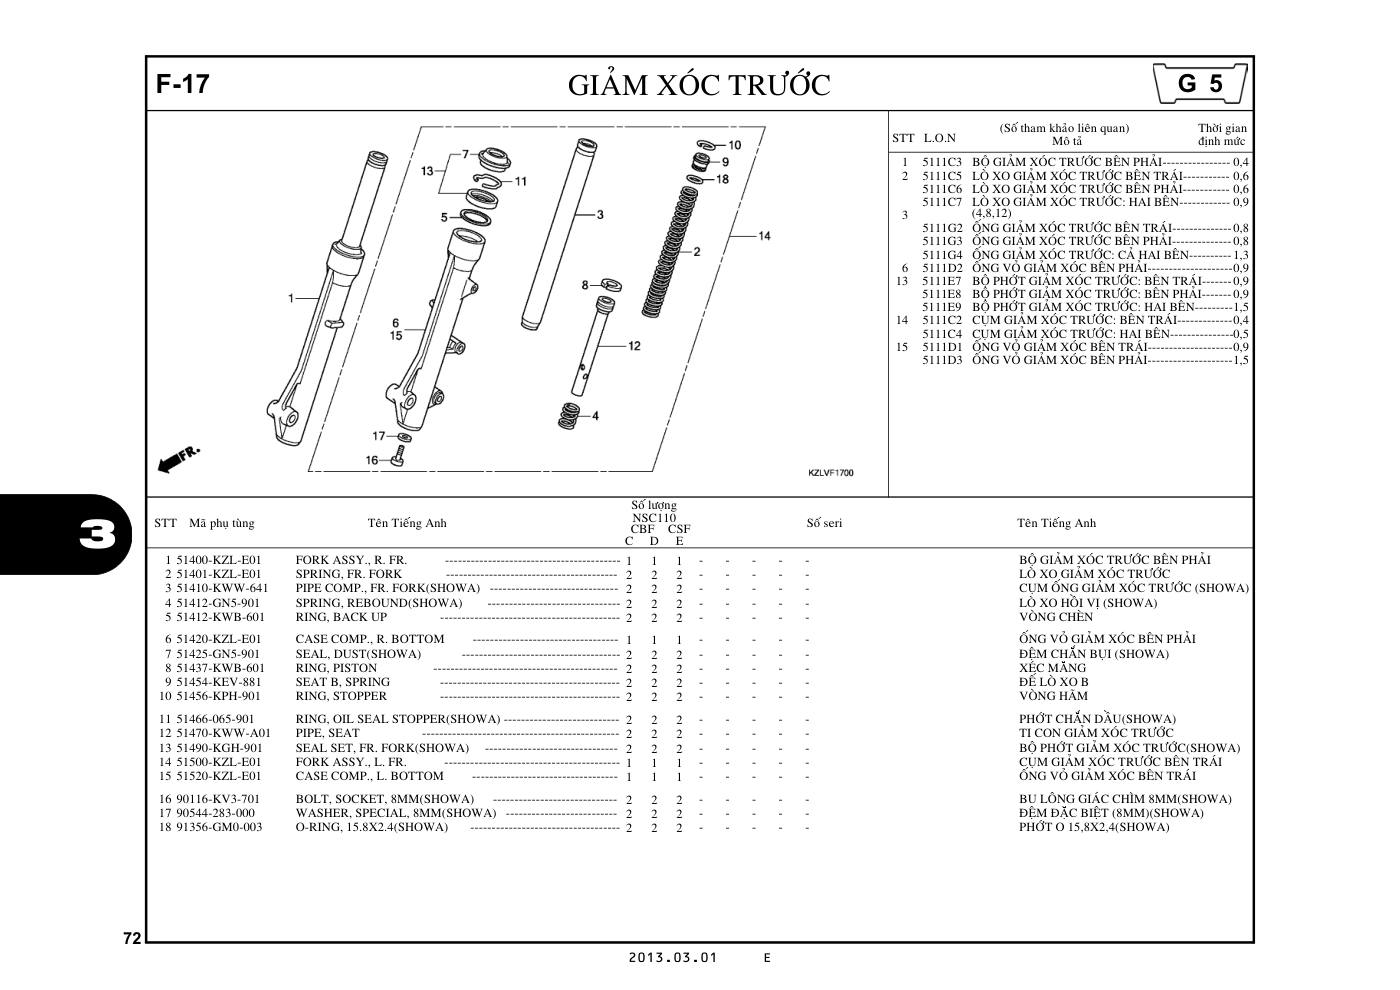 F-17
GIẢM XÓC TRƯỚC
G 5
7
13
11
5
1
6
15
17
16
3
8
12
4
10
9
18
2
14
FR.
KZLVF1700
STT L.O.N (Số tham khảo liên quan) Mô tả Thời gian định mức
1 5111C3 BỘ GIẢM XÓC TRƯỚC BÊN PHẢI---------------- 0,4
2 5111C5 LÒ XO GIẢM XÓC TRƯỚC BÊN TRÁI----------- 0,6
5111C6 LÒ XO GIẢM XÓC TRƯỚC BÊN PHẢI----------- 0,6
5111C7 LÒ XO GIẢM XÓC TRƯỚC: HAI BÊN------------ 0,9
3 (4,8,12)
5111G2 ỐNG GIẢM XÓC TRƯỚC BÊN TRÁI-------------- 0,8
5111G3 ỐNG GIẢM XÓC TRƯỚC BÊN PHẢI-------------- 0,8
5111G4 ỐNG GIẢM XÓC TRƯỚC: CẢ HAI BÊN---------- 1,3
6 5111D2 ỐNG VỎ GIẢM XÓC BÊN PHẢI--------------------0,9
13 5111E7 BỘ PHỚT GIẢM XÓC TRƯỚC: BÊN TRÁI-------0,9
5111E8 BỘ PHỚT GIẢM XÓC TRƯỚC: BÊN PHẢI-------0,9
5111E9 BỘ PHỚT GIẢM XÓC TRƯỚC: HAI BÊN---------1,5
14 5111C2 CỤM GIẢM XÓC TRƯỚC: BÊN TRÁI-------------0,4
5111C4 CỤM GIẢM XÓC TRƯỚC: HAI BÊN---------------0,5
15 5111D1 ỐNG VỎ GIẢM XÓC BÊN TRÁI--------------------0,9
5111D3 ỐNG VỎ GIẢM XÓC BÊN PHẢI--------------------1,5
3
Số lượng
NSC110
STT Mã phụ tùng Tên Tiếng Anh CBF CSF Số seri Tên Tiếng Anh
C D E
1 51400-KZL-E01 FORK ASSY., R. FR. ---------------------------------------- 1 1 1 - - - - - BỘ GIẢM XÓC TRƯỚC BÊN PHẢI
2 51401-KZL-E01 SPRING, FR. FORK ---------------------------------------- 2 2 2 - - - - - LÒ XO GIẢM XÓC TRƯỚC
3 51410-KWW-641 PIPE COMP., FR. FORK(SHOWA) ------------------------------ 2 2 2 - - - - - CỤM ỐNG GIẢM XÓC TRƯỚC (SHOWA)
4 51412-GN5-901 SPRING, REBOUND(SHOWA) ------------------------------ 2 2 2 - - - - - LÒ XO HỒI VỊ (SHOWA)
5 51412-KWB-601 RING, BACK UP ---------------------------------------- 2 2 2 - - - - - VÒNG CHÈN
6 51420-KZL-E01 CASE COMP., R. BOTTOM ---------------------------------- 1 1 1 - - - - - ỐNG VỎ GIẢM XÓC BÊN PHẢI
7 51425-GN5-901 SEAL, DUST(SHOWA) ------------------------------------ 2 2 2 - - - - - ĐỆM CHẮN BỤI (SHOWA)
8 51437-KWB-601 RING, PISTON ------------------------------------------ 2 2 2 - - - - - XÉC MĂNG
9 51454-KEV-881 SEAT B, SPRING ---------------------------------------- 2 2 2 - - - - - ĐẾ LÒ XO B
10 51456-KPH-901 RING, STOPPER ---------------------------------------- 2 2 2 - - - - - VÒNG HÃM
11 51466-065-901 RING, OIL SEAL STOPPER(SHOWA) --------------------------- 2 2 2 - - - - - PHỚT CHẮN DẦU(SHOWA)
12 51470-KWW-A01 PIPE, SEAT ---------------------------------------------- 2 2 2 - - - - - TI CON GIẢM XÓC TRƯỚC
13 51490-KGH-901 SEAL SET, FR. FORK(SHOWA) ------------------------------ 2 2 2 - - - - - BỘ PHỚT GIẢM XÓC TRƯỚC(SHOWA)
14 51500-KZL-E01 FORK ASSY., L. FR. ---------------------------------------- 1 1 1 - - - - - CỤM GIẢM XÓC TRƯỚC BÊN TRÁI
15 51520-KZL-E01 CASE COMP., L. BOTTOM ---------------------------------- 1 1 1 - - - - - ỐNG VỎ GIẢM XÓC BÊN TRÁI
16 90116-KV3-701 BOLT, SOCKET, 8MM(SHOWA) ----------------------------- 2 2 2 - - - - - BU LÔNG GIÁC CHÌM 8MM(SHOWA)
17 90544-283-000 WASHER, SPECIAL, 8MM(SHOWA) -------------------------- 2 2 2 - - - - - ĐỆM ĐẶC BIỆT (8MM)(SHOWA)
18 91356-GM0-003 O-RING, 15.8X2.4(SHOWA) ---------------------------------- 2 2 2 - - - - - PHỚT O 15,8X2,4(SHOWA)
72
2013.03.01 E